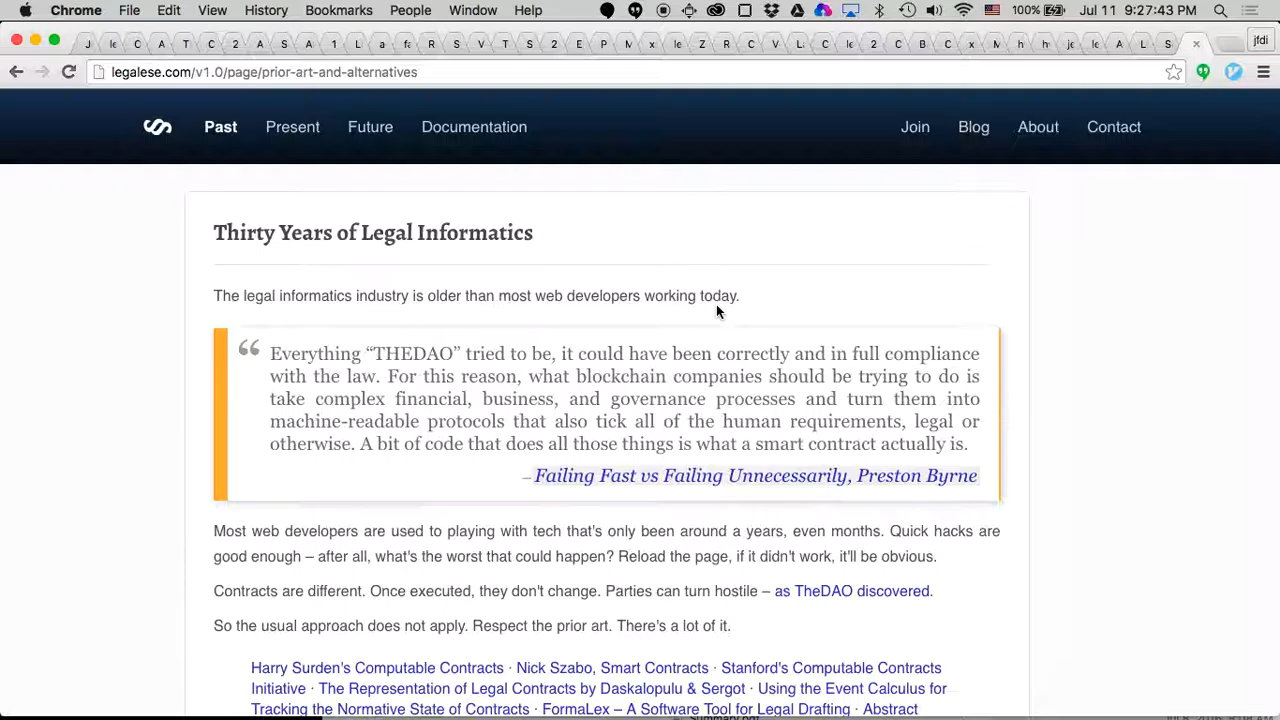 Chrome File Edit View History Bookmarks People Window Help 100% Jul 11 9:27:43 PM
J le C A T C 2 A S 1 A L a fa R S V T S 2 E P M x le Z R C V L C le 2 C B C x M h h je le A L S jfdi
legalese.com/v1.0/page/prior-art-and-alternatives
Past Present Future Documentation Join Blog About Contact
Thirty Years of Legal Informatics
The legal informatics industry is older than most web developers working today.
“ Everything “THEDAO” tried to be, it could have been correctly and in full compliance
with the law. For this reason, what blockchain companies should be trying to do is
take complex financial, business, and governance processes and turn them into
machine-readable protocols that also tick all of the human requirements, legal or
otherwise. A bit of code that does all those things is what a smart contract actually is.
– Failing Fast vs Failing Unnecessarily, Preston Byrne
Most web developers are used to playing with tech that's only been around a years, even months. Quick hacks are
good enough – after all, what's the worst that could happen? Reload the page, if it didn't work, it'll be obvious.
Contracts are different. Once executed, they don't change. Parties can turn hostile – as TheDAO discovered.
So the usual approach does not apply. Respect the prior art. There's a lot of it.
Harry Surden's Computable Contracts · Nick Szabo, Smart Contracts · Stanford's Computable Contracts
Initiative · The Representation of Legal Contracts by Daskalopulu & Sergot · Using the Event Calculus for
Tracking the Normative State of Contracts · FormaLex – A Software Tool for Legal Drafting · Abstract